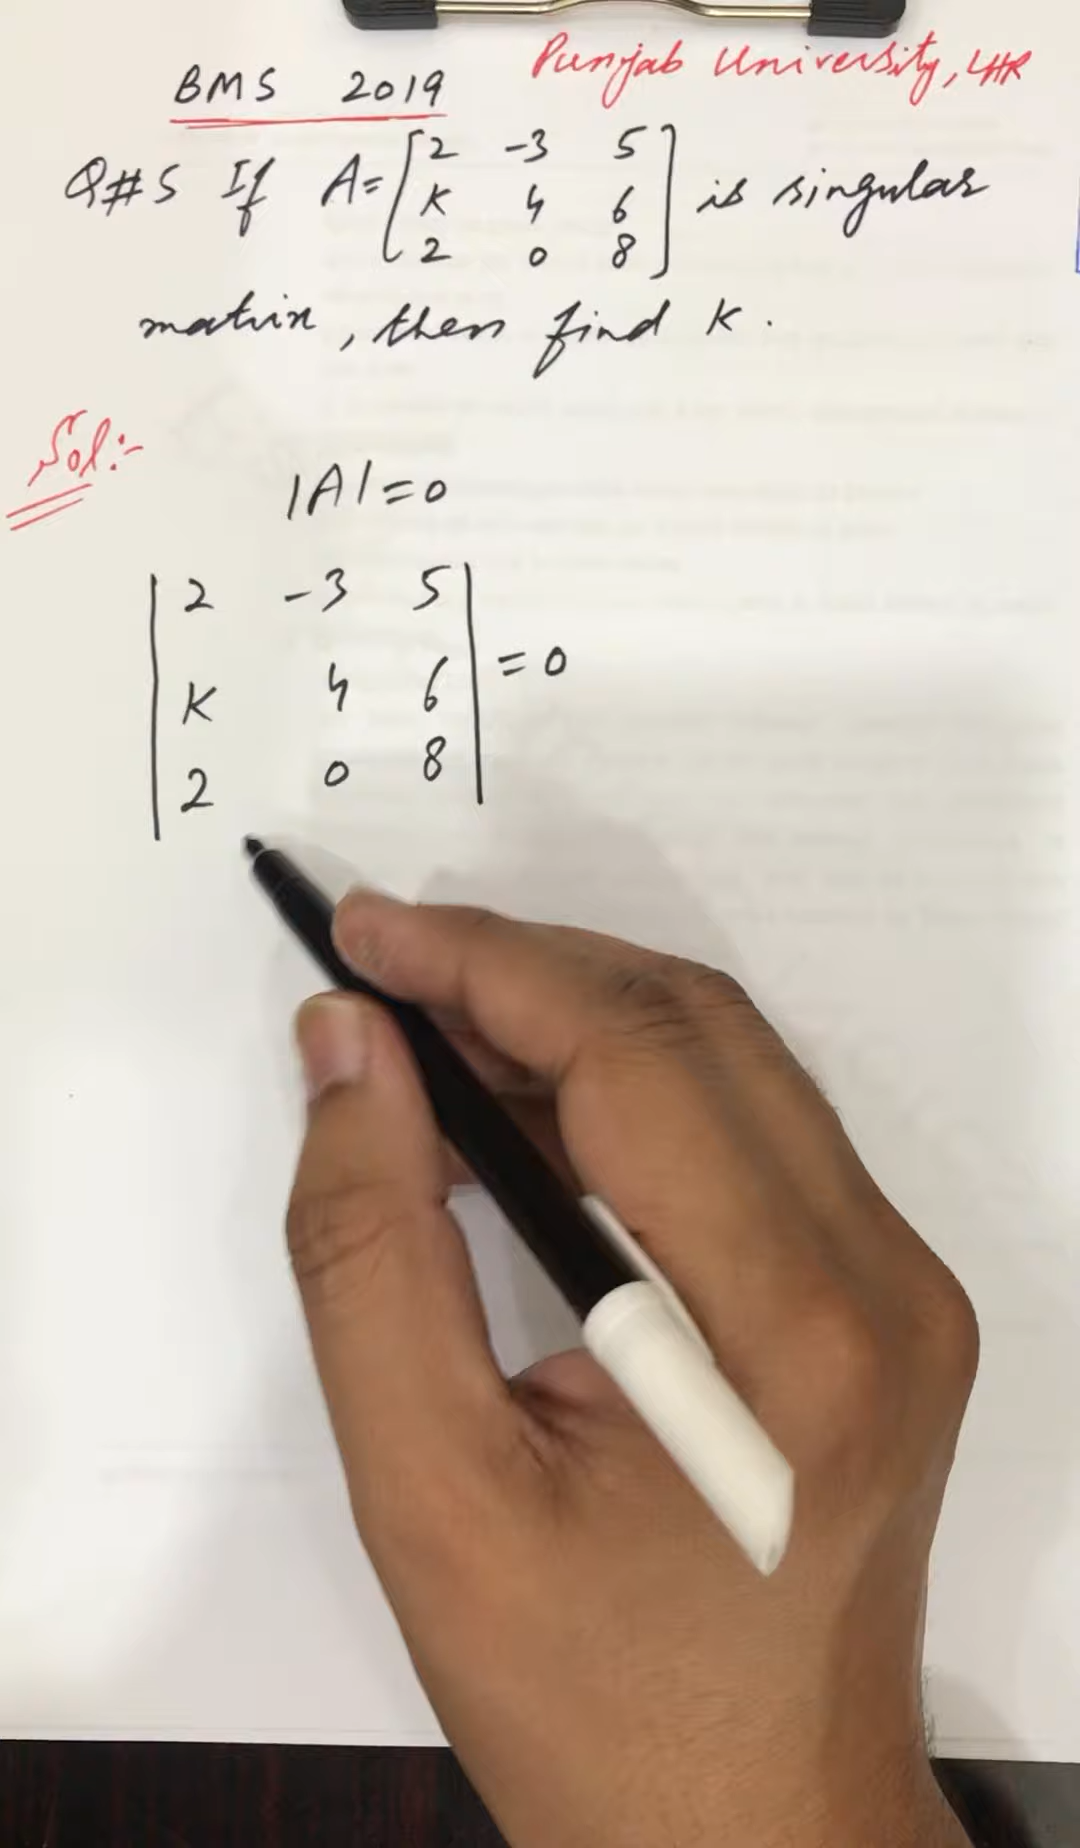 BMS 2019 Punjab University, LHR
Q#5 If A= [2 -3 5
K 4 6
2 0 8] is singular
matrix, then find K.
Sol:-
|A|=0
|2 -3 5
K 4 6
2 0 8| =0